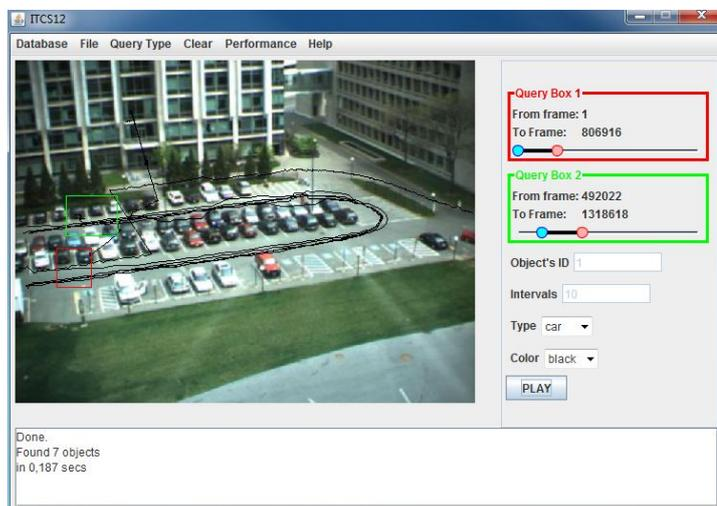 ITCS12
Database File Query Type Clear Performance Help
Query Box 1
From frame: 1
To Frame: 806916
Query Box 2
From frame: 492022
To Frame: 1318618
Object's ID 1
Intervals 10
Type car
Color black
PLAY
Done.
Found 7 objects
in 0,187 secs